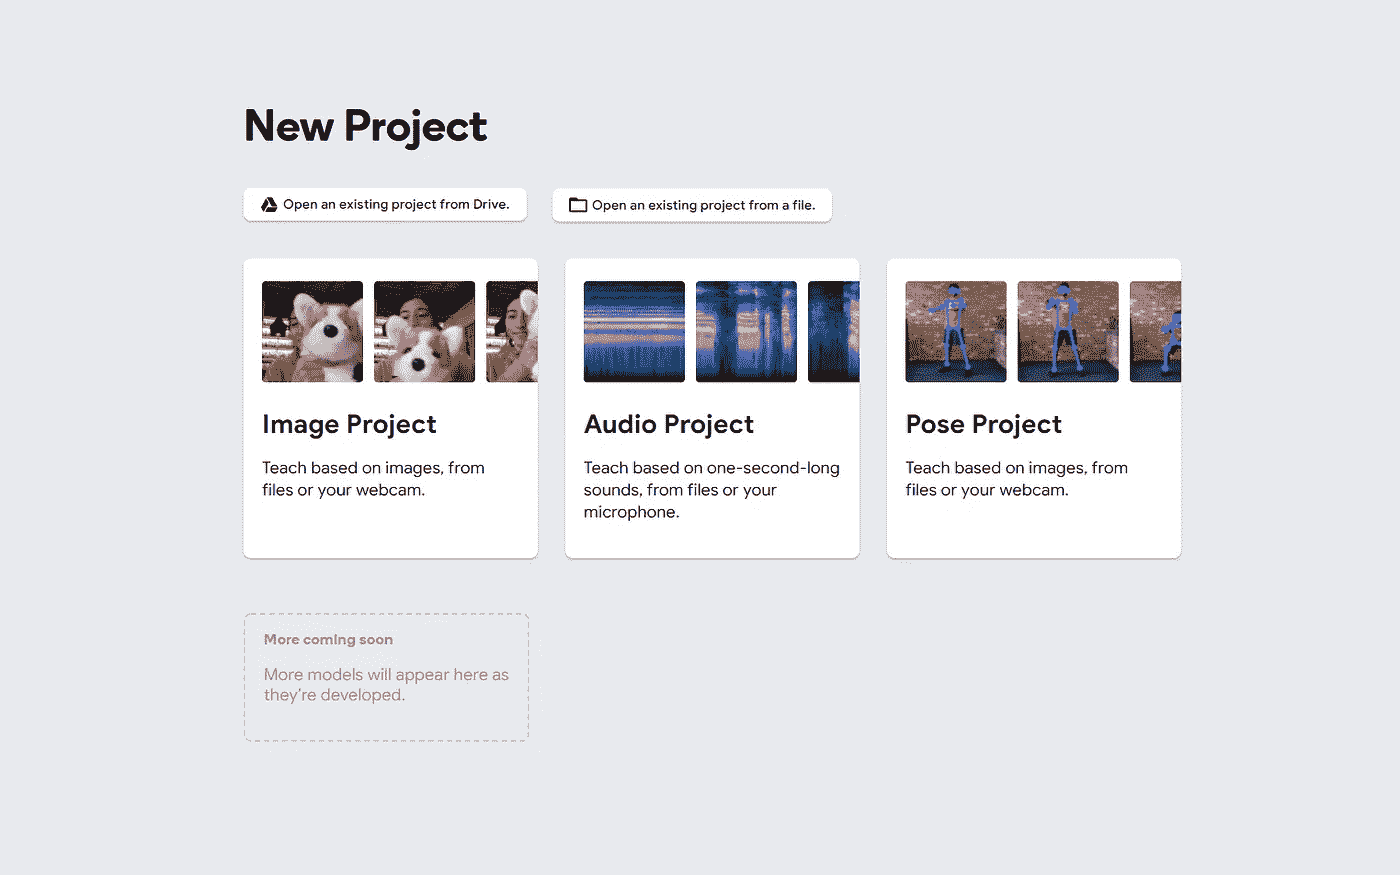 New Project
Open an existing project from Drive.
Open an existing project from a file.
Image Project
Teach based on images, from
files or your webcam.
Audio Project
Teach based on one-second-long
sounds, from files or your
microphone.
Pose Project
Teach based on images, from
files or your webcam.
More coming soon
More models will appear here as
they're developed.